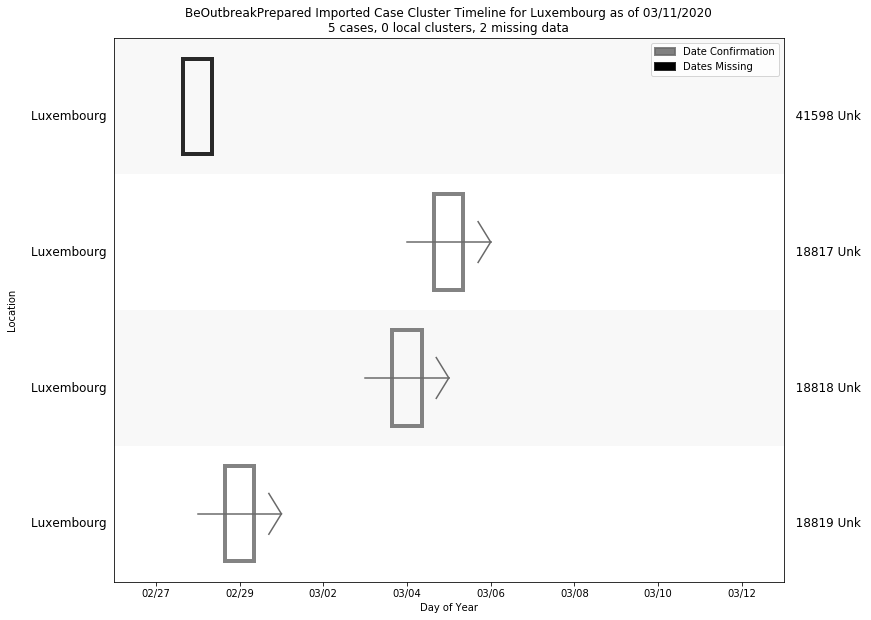 BeOutbreakPrepared Imported Case Cluster Timeline for Luxembourg as of 03/11/2020
5 cases, 0 local clusters, 2 missing data
Date Confirmation
Dates Missing
Luxembourg
41598 Unk
Luxembourg
18817 Unk
Location
Luxembourg
18818 Unk
Luxembourg
18819 Unk
02/27 02/29 03/02 03/04 03/06 03/08 03/10 03/12
Day of Year